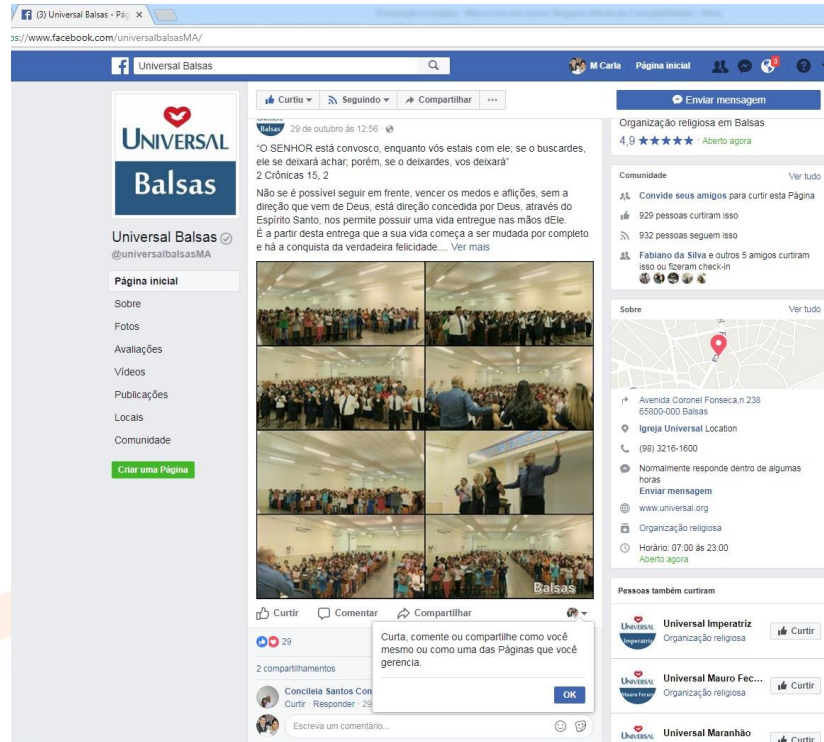 (3) Universal Balsas - Pág
://www.facebook.com/universalbalsasMA/
Universal Balsas
M Carla
Página inicial
3
UNIVERSAL
Balsas
Universal Balsas
@universalbalsasMA
Página inicial
Sobre
Fotos
Avaliações
Vídeos
Publicações
Locais
Comunidade
Criar uma Página
Curtiu
Seguindo
Compartilhar
Balsas
29 de outubro às 12:56
"O SENHOR está convosco, enquanto vós estais com ele; se o buscardes,
ele se deixará achar; porém, se o deixardes, vos deixará"
2 Crônicas 15, 2
Não se é possível seguir em frente, vencer os medos e aflições, sem a
direção que vem de Deus, está direção concedida por Deus, através do
Espírito Santo, nos permite possuir uma vida entregue nas mãos dEle.
É a partir desta entrega que a sua vida começa a ser mudada por completo
e há a conquista da verdadeira felicidade.... Ver mais
Balsas
Curtir
Comentar
Compartilhar
29
2 compartilhamentos
Curta, comente ou compartilhe como você
mesmo ou como uma das Páginas que você
gerencia.
OK
Concileia Santos Con
Curtir · Responder · 29
Escreva um comentário...
Enviar mensagem
Organização religiosa em Balsas
4,9 ★★★★★ · Aberto agora
Comunidade
Ver tudo
Convide seus amigos para curtir esta Página
929 pessoas curtiram isso
932 pessoas seguem isso
Fabiano da Silva e outros 5 amigos curtiram
isso ou fizeram check-in
Sobre
Ver tudo
Avenida Coronel Fonseca,n 238
65800-000 Balsas
Igreja Universal Location
(98) 3216-1600
Normalmente responde dentro de algumas
horas
Enviar mensagem
www.universal.org
Organização religiosa
Horário: 07:00 às 23:00
Aberto agora
Pessoas também curtiram
UNIVERSAL
Imperatriz
Universal Imperatriz
Organização religiosa
Curtir
UNIVERSAL
Mauro Fecury
Universal Mauro Fec...
Organização religiosa
Curtir
UNIVERSAL
Universal Maranhão
Curtir